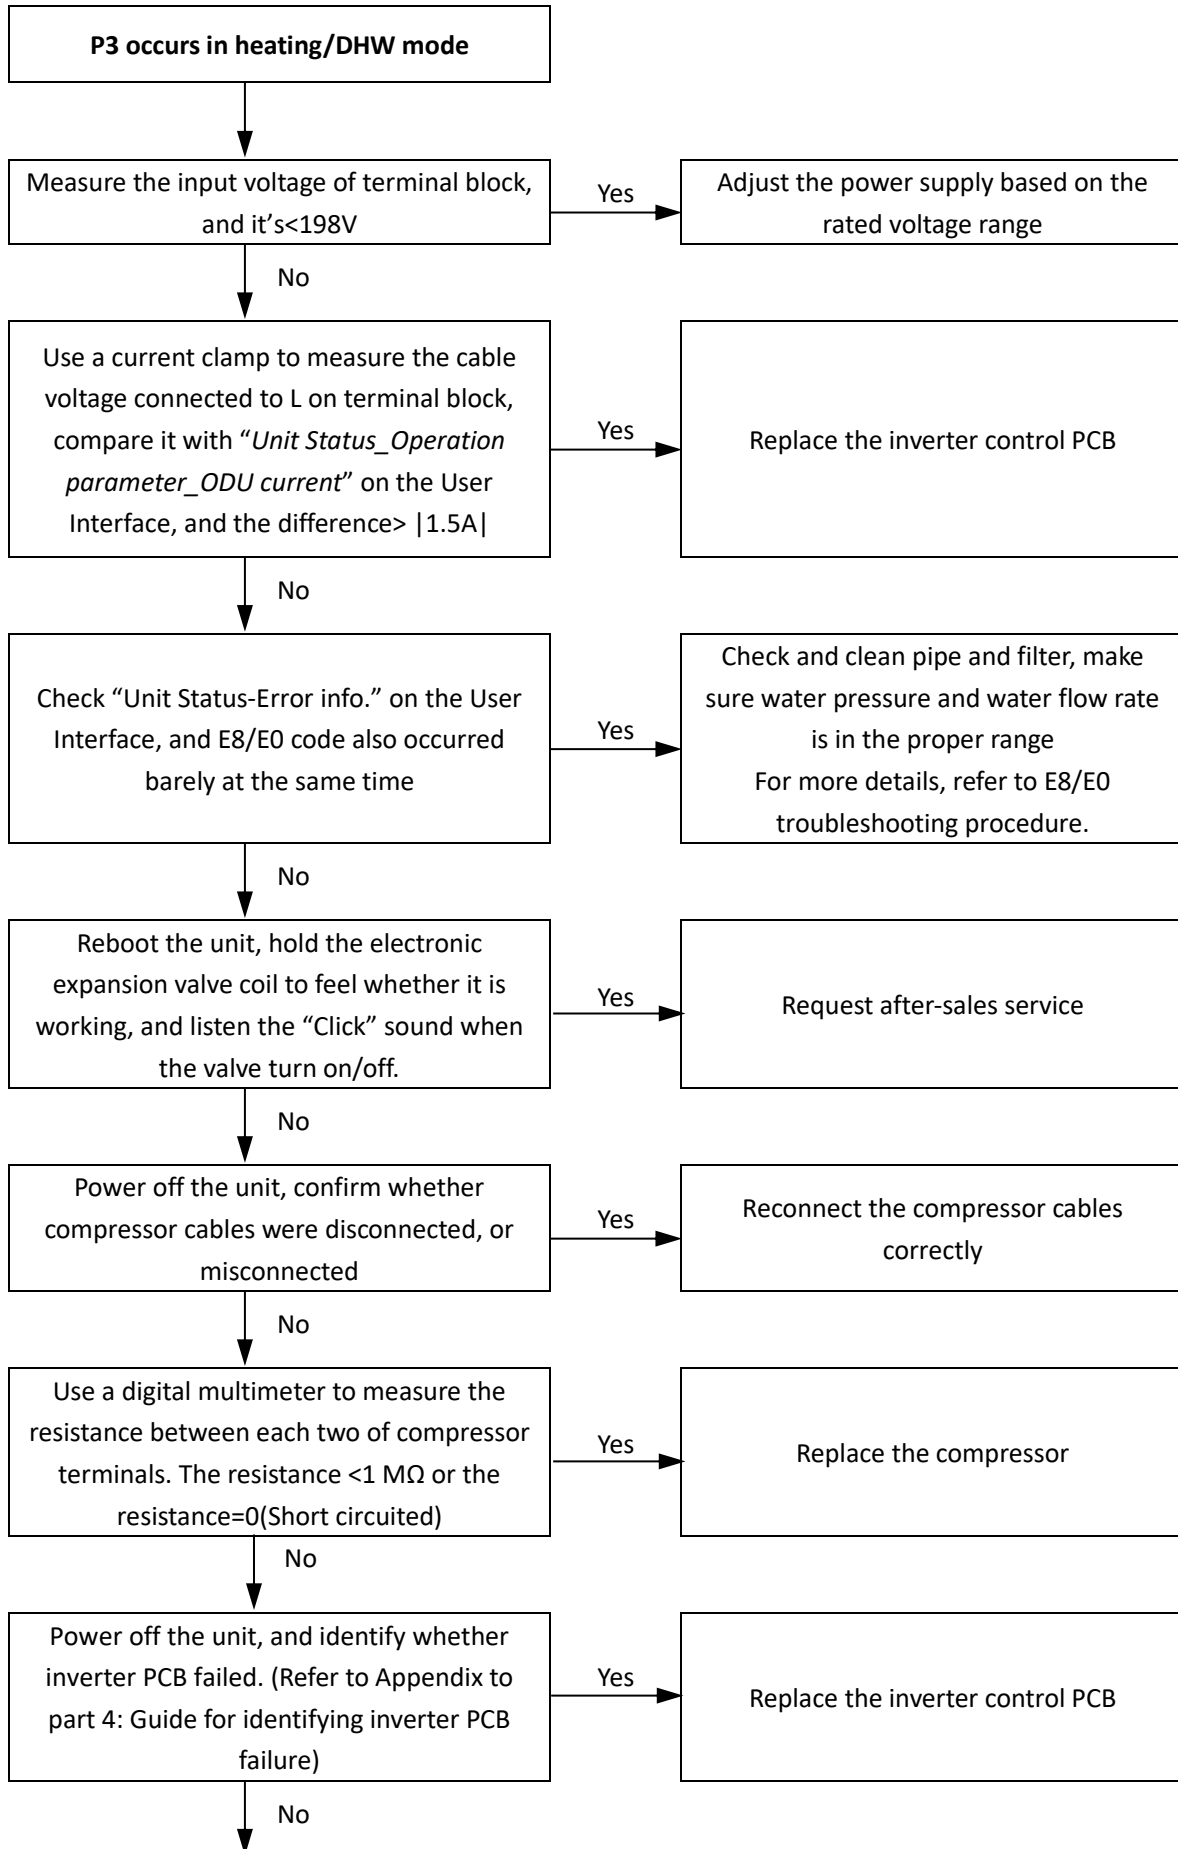 P3 occurs in heating/DHW mode
Measure the input voltage of terminal block,
and it’s<198V
Yes
Adjust the power supply based on the
rated voltage range
No
Use a current clamp to measure the cable
voltage connected to L on terminal block,
compare it with “Unit Status_Operation
parameter_ODU current” on the User
Interface, and the difference> |1.5A|
Yes
Replace the inverter control PCB
No
Check “Unit Status-Error info.” on the User
Interface, and E8/E0 code also occurred
barely at the same time
Yes
Check and clean pipe and filter, make
sure water pressure and water flow rate
is in the proper range
For more details, refer to E8/E0
troubleshooting procedure.
No
Reboot the unit, hold the electronic
expansion valve coil to feel whether it is
working, and listen the “Click” sound when
the valve turn on/off.
Yes
Request after-sales service
No
Power off the unit, confirm whether
compressor cables were disconnected, or
misconnected
Yes
Reconnect the compressor cables
correctly
No
Use a digital multimeter to measure the
resistance between each two of compressor
terminals. The resistance <1 MΩ or the
resistance=0(Short circuited)
Yes
Replace the compressor
No
Power off the unit, and identify whether
inverter PCB failed. (Refer to Appendix to
part 4: Guide for identifying inverter PCB
failure)
Yes
Replace the inverter control PCB
No